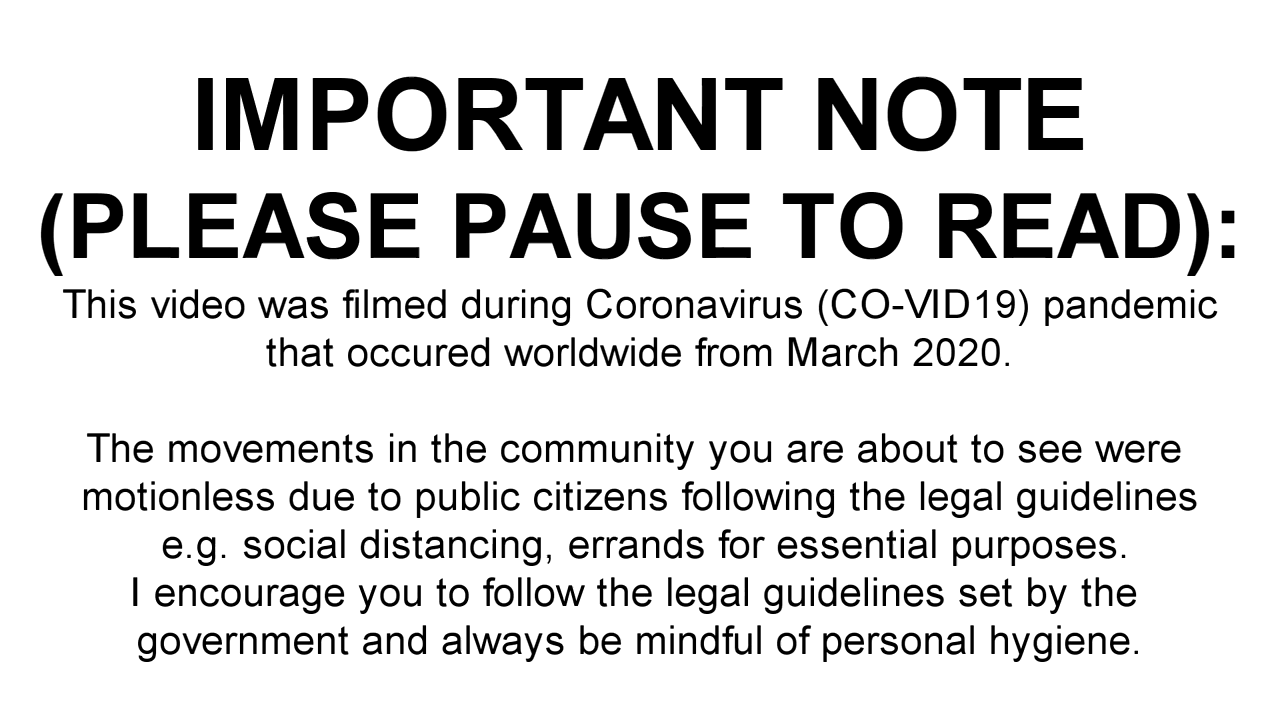 IMPORTANT NOTE
(PLEASE PAUSE TO READ):
This video was filmed during Coronavirus (CO-VID19) pandemic
that occured worldwide from March 2020.
The movements in the community you are about to see were
motionless due to public citizens following the legal guidelines
e.g. social distancing, errands for essential purposes.
I encourage you to follow the legal guidelines set by the
government and always be mindful of personal hygiene.